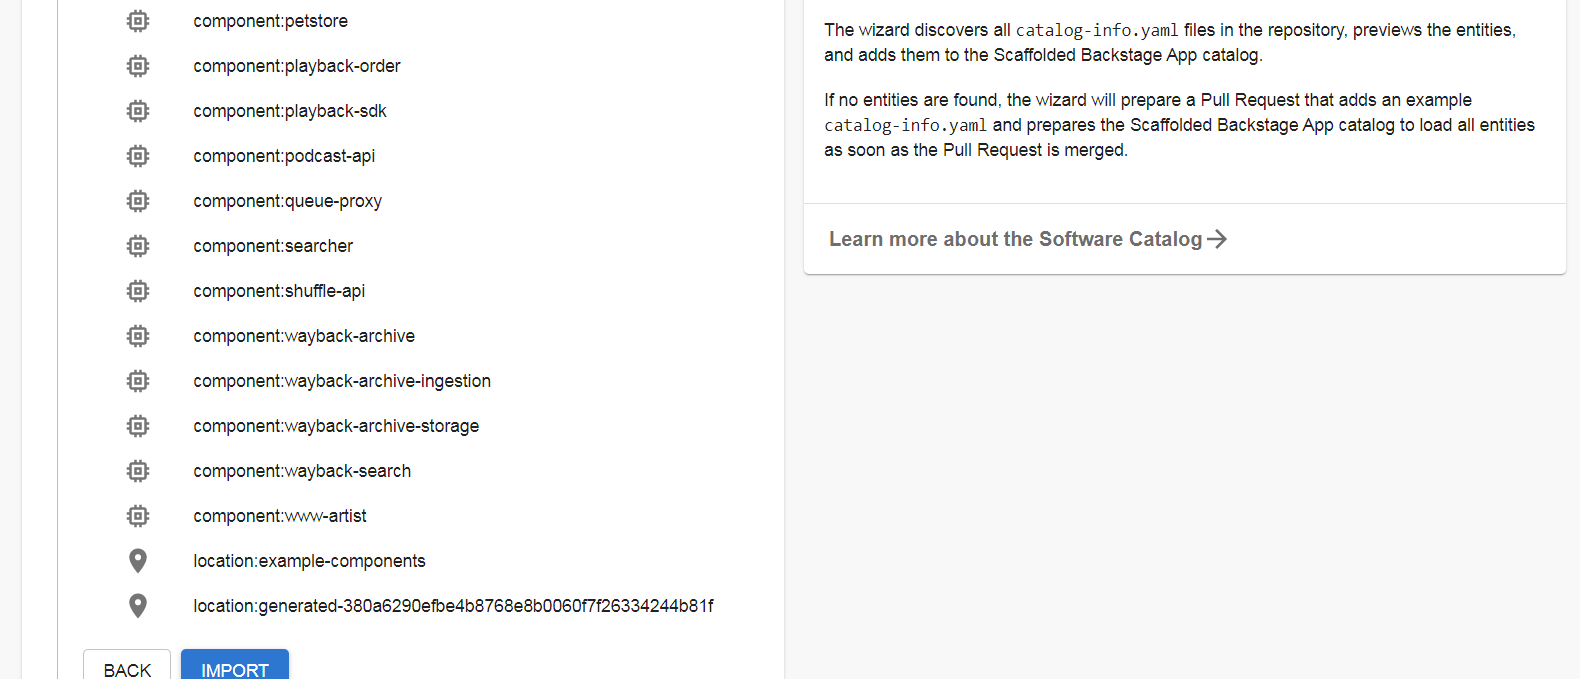 component:petstore
component:playback-order
component:playback-sdk
component:podcast-api
component:queue-proxy
component:searcher
component:shuffle-api
component:wayback-archive
component:wayback-archive-ingestion
component:wayback-archive-storage
component:wayback-search
component:www-artist
location:example-components
location:generated-380a6290efbe4b8768e8b0060f7f26334244b81f
BACK
IMPORT
The wizard discovers all catalog-info.yaml files in the repository, previews the entities,
and adds them to the Scaffolded Backstage App catalog.
If no entities are found, the wizard will prepare a Pull Request that adds an example
catalog-info.yaml and prepares the Scaffolded Backstage App catalog to load all entities
as soon as the Pull Request is merged.
Learn more about the Software Catalog